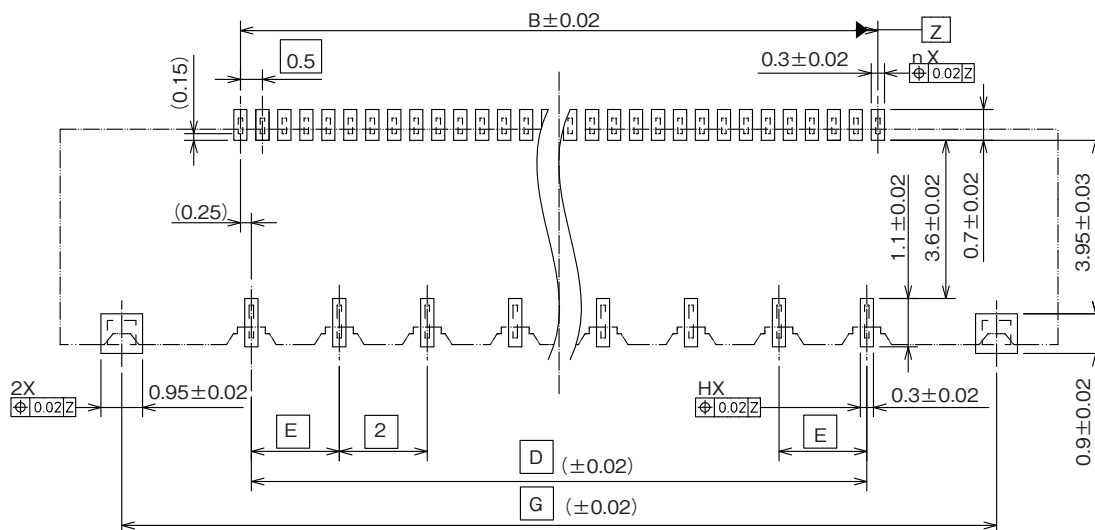 B±0.02
Z
0.5
0.3±0.02
nX
⌖ 0.02 Z
(0.15)
(0.25)
1.1±0.02
3.6±0.02
0.7±0.02
3.95±0.03
2X
⌖ 0.02 Z
0.95±0.02
HX
⌖ 0.02 Z
0.3±0.02
0.9±0.02
E
2
E
D (±0.02)
G (±0.02)